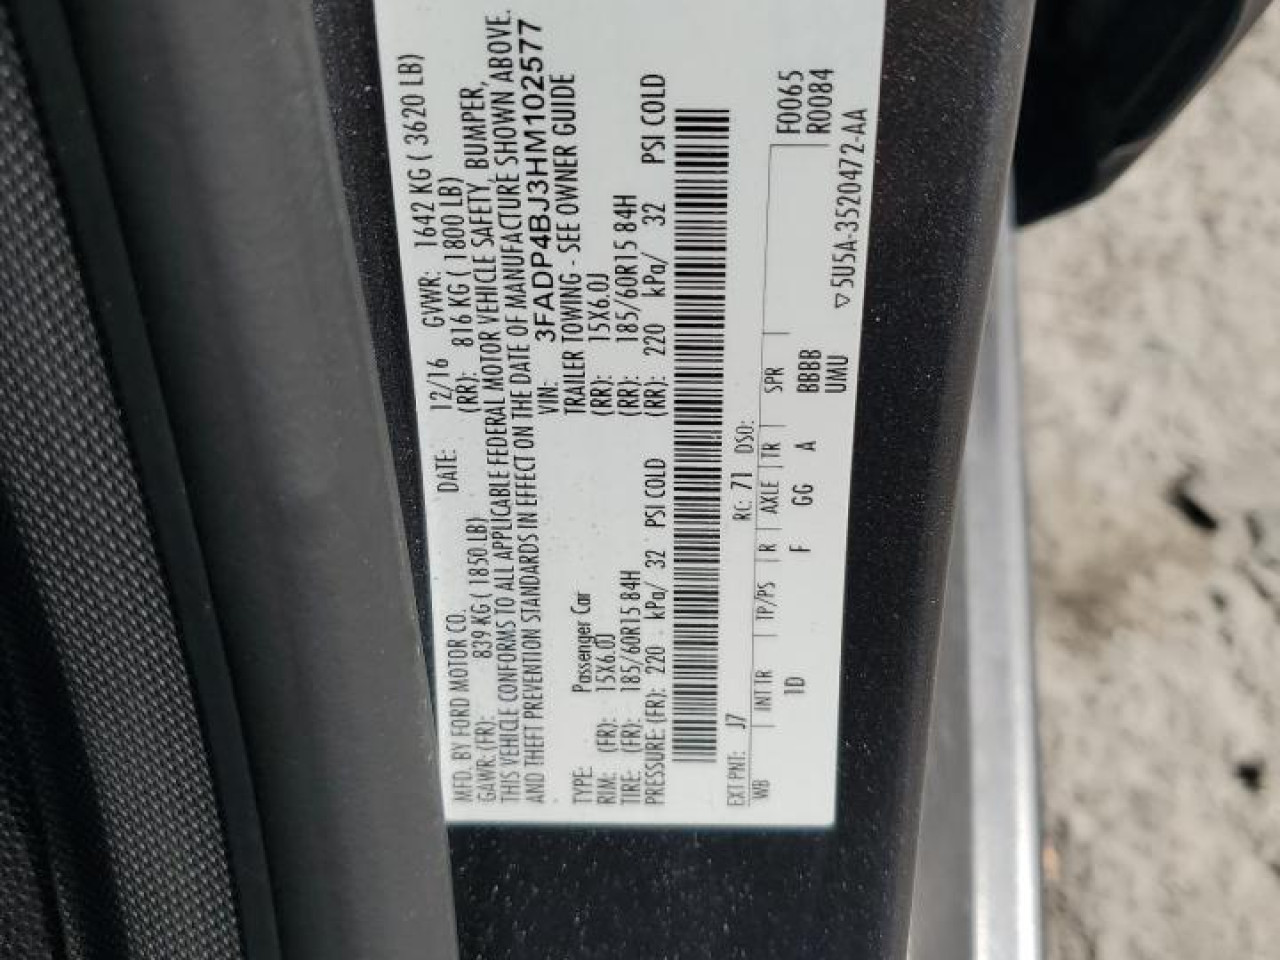 MFD. BY FORD MOTOR CO. DATE: 12/16 GVWR: 1642 KG ( 3620 LB)
GAWR: (FR): 839 KG ( 1850 LB) (RR): 816 KG ( 1800 LB)
THIS VEHICLE CONFORMS TO ALL APPLICABLE FEDERAL MOTOR VEHICLE SAFETY, BUMPER,
AND THEFT PREVENTION STANDARDS IN EFFECT ON THE DATE OF MANUFACTURE SHOWN ABOVE.
VIN: 3FADP4BJ3HM102577
TYPE: Passenger Car TRAILER TOWING - SEE OWNER GUIDE
RIM: (FR): 15X6.0J (RR): 15X6.0J
TIRE: (FR): 185/60R15 84H (RR): 185/60R15 84H
PRESSURE: (FR): 220 kPa/ 32 PSI COLD (RR): 220 kPa/ 32 PSI COLD
EXT PNT: J7 RC: 71 DSO:
WB INT TR TP/PS R AXLE TR SPR F0065
1D F GG A BBBB R0084
UMU
▽5U5A-3520472-AA